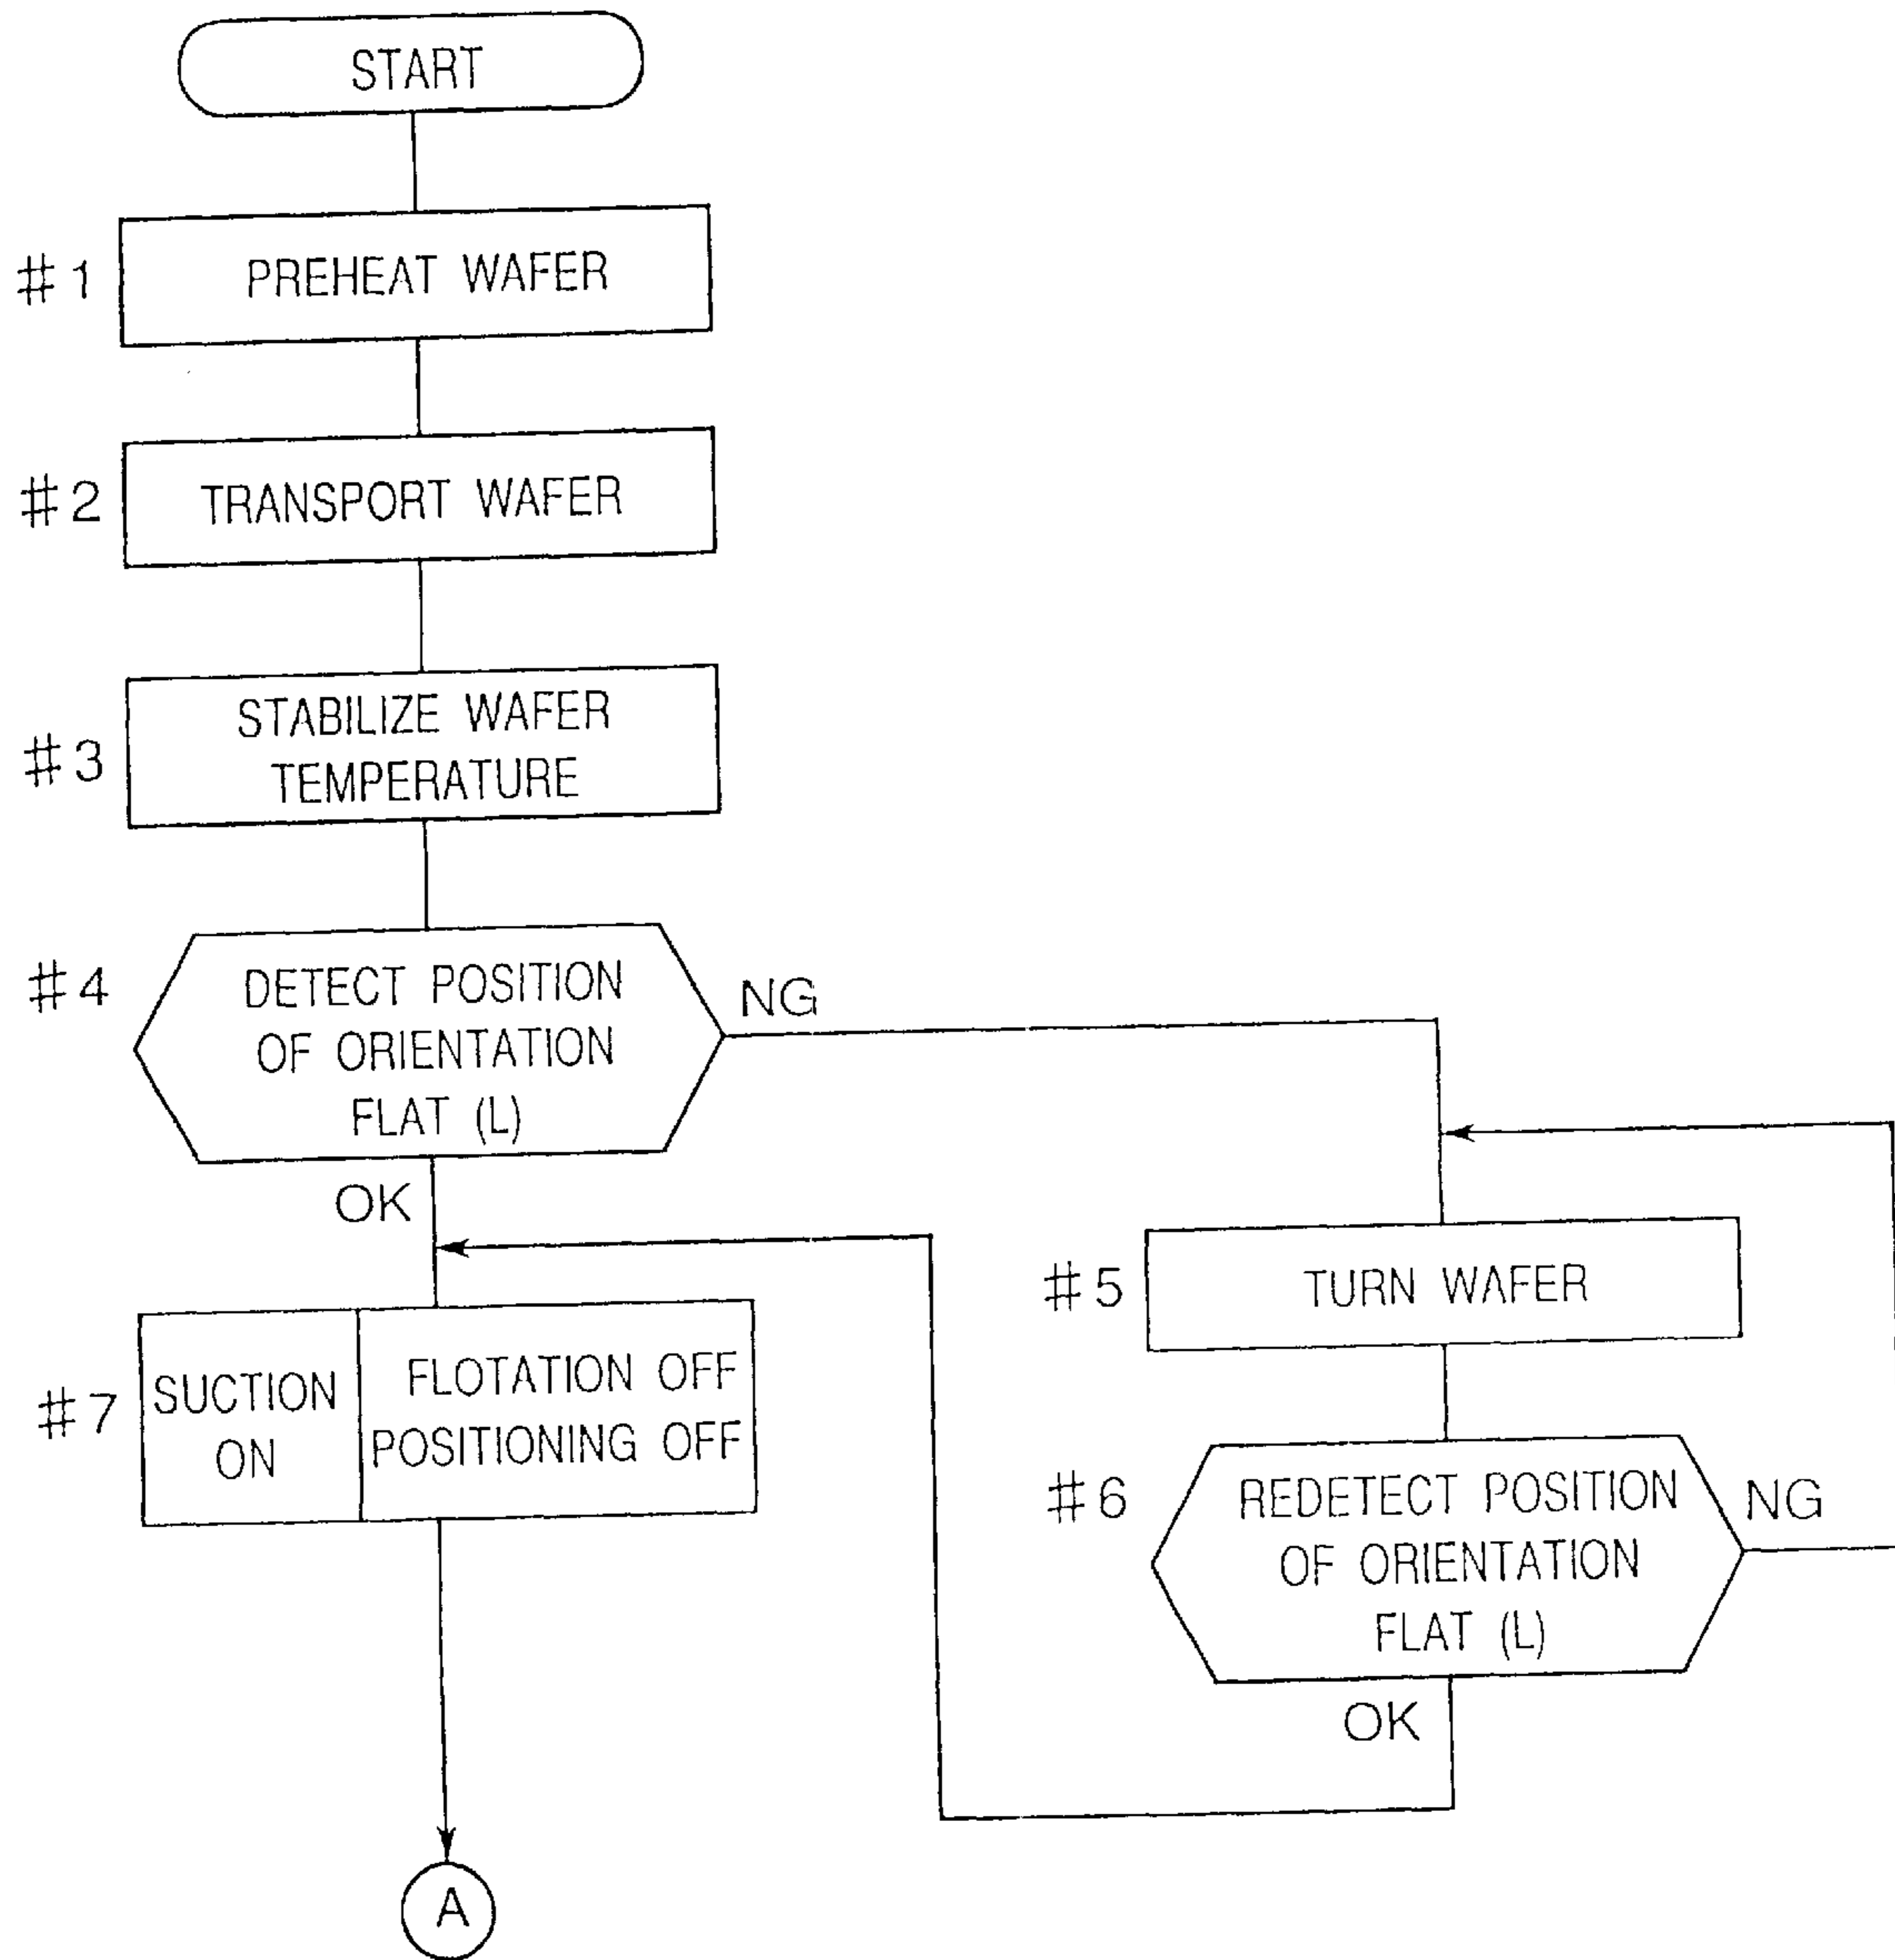 START
#1
PREHEAT WAFER
#2
TRANSPORT WAFER
#3
STABILIZE WAFER
TEMPERATURE
#4
DETECT POSITION
OF ORIENTATION
FLAT (L)
NG
OK
#5
TURN WAFER
#6
REDETECT POSITION
OF ORIENTATION
FLAT (L)
NG
OK
#7
SUCTION
ON
FLOTATION OFF
POSITIONING OFF
A